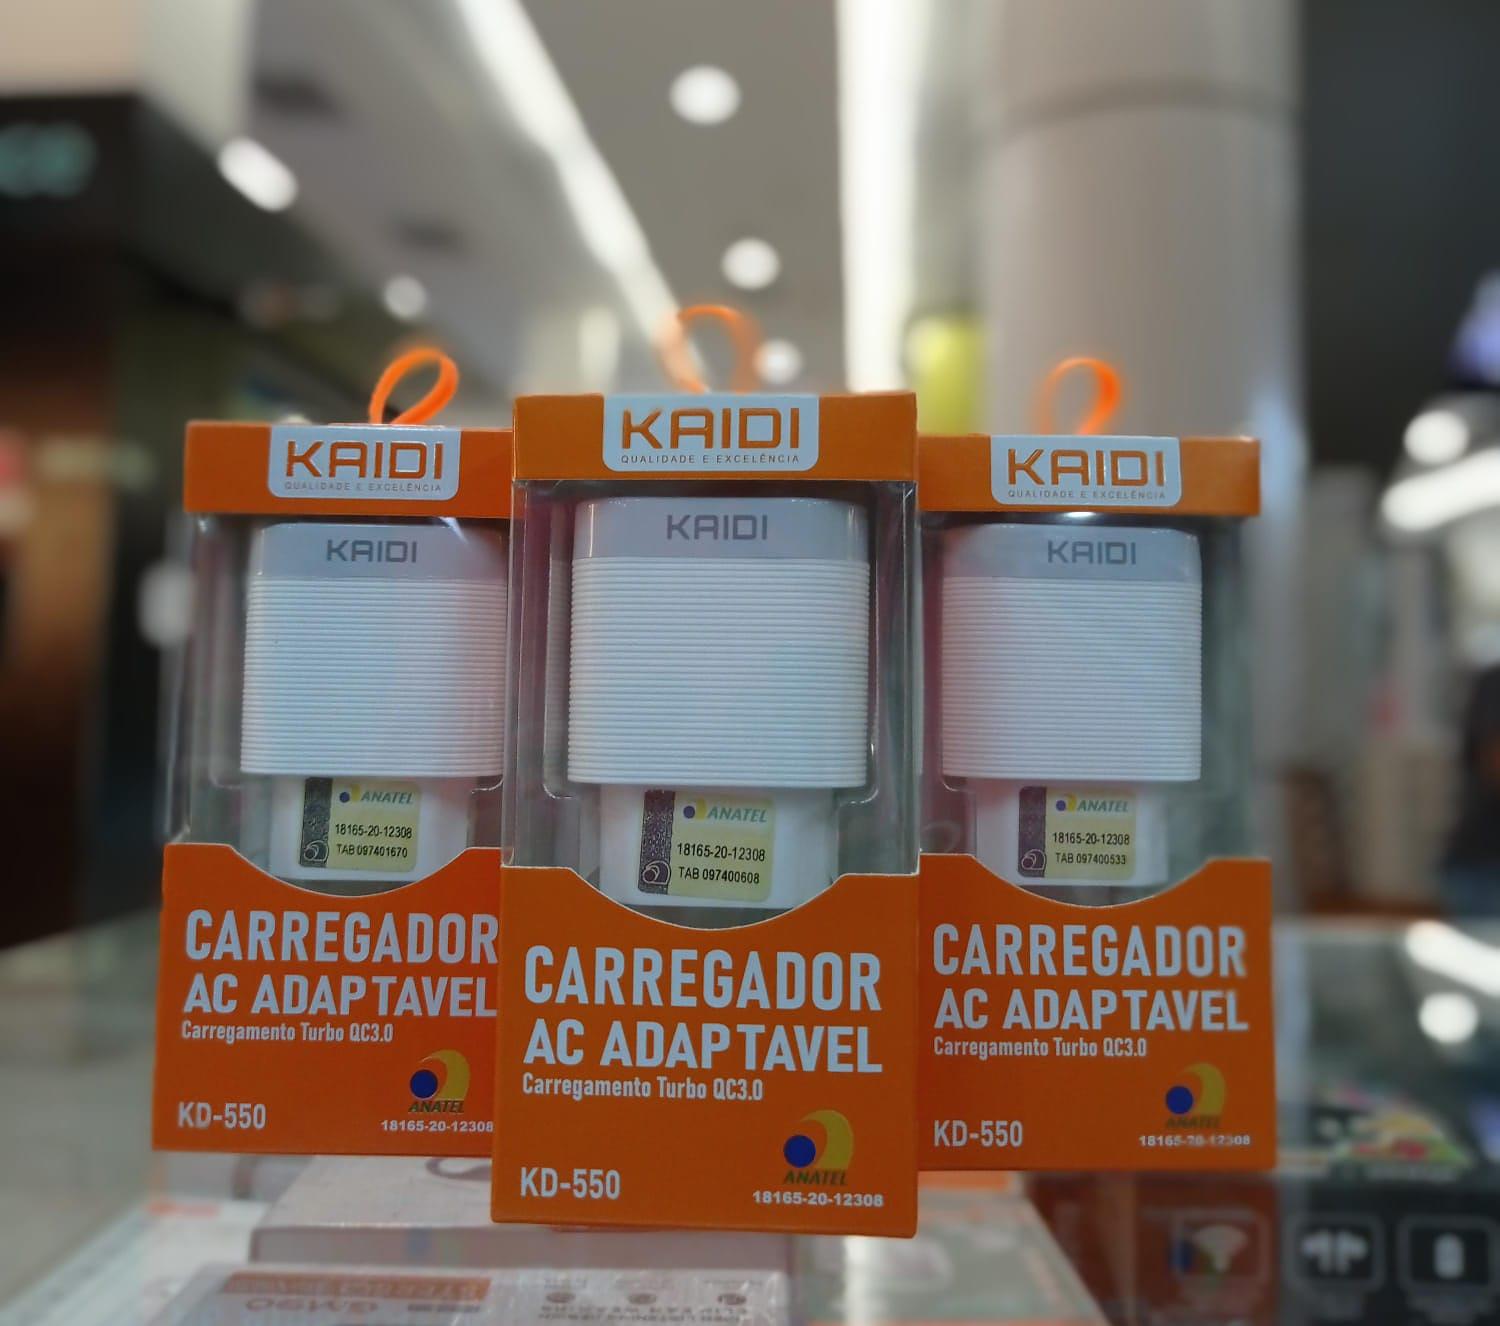 KAIDI
QUALIDADE E EXCELÊNCIA
KAIDI
ANATEL
18165-20-12308
TAB 097401670
CARREGADOR
AC ADAPTAVEL
Carregamento Turbo QC3.0
KD-550
ANATEL
18165-20-12308
KAIDI
QUALIDADE E EXCELÊNCIA
KAIDI
ANATEL
18165-20-12308
TAB 097400608
CARREGADOR
AC ADAPTAVEL
Carregamento Turbo QC3.0
KD-550
ANATEL
18165-20-12308
KAIDI
QUALIDADE E EXCELÊNCIA
KAIDI
ANATEL
18165-20-12308
TAB 097400533
CARREGADOR
AC ADAPTAVEL
Carregamento Turbo QC3.0
KD-550
ANATEL
18165-20-12308